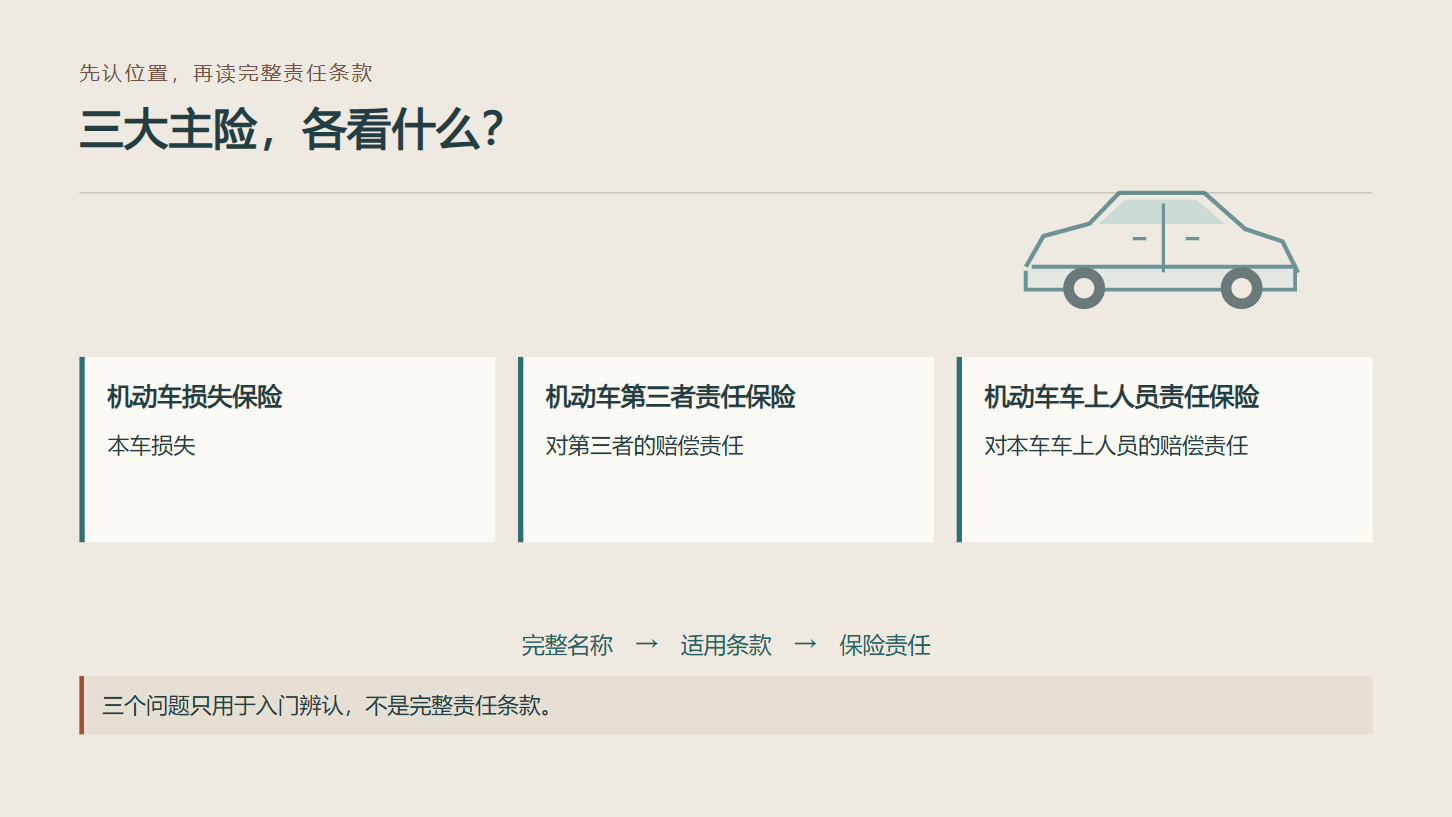 先认位置，再读完整责任条款
三大主险，各看什么？
机动车损失保险
本车损失
机动车第三者责任保险
对第三者的赔偿责任
机动车车上人员责任保险
对本车车上人员的赔偿责任
完整名称 → 适用条款 → 保险责任
三个问题只用于入门辨认，不是完整责任条款。